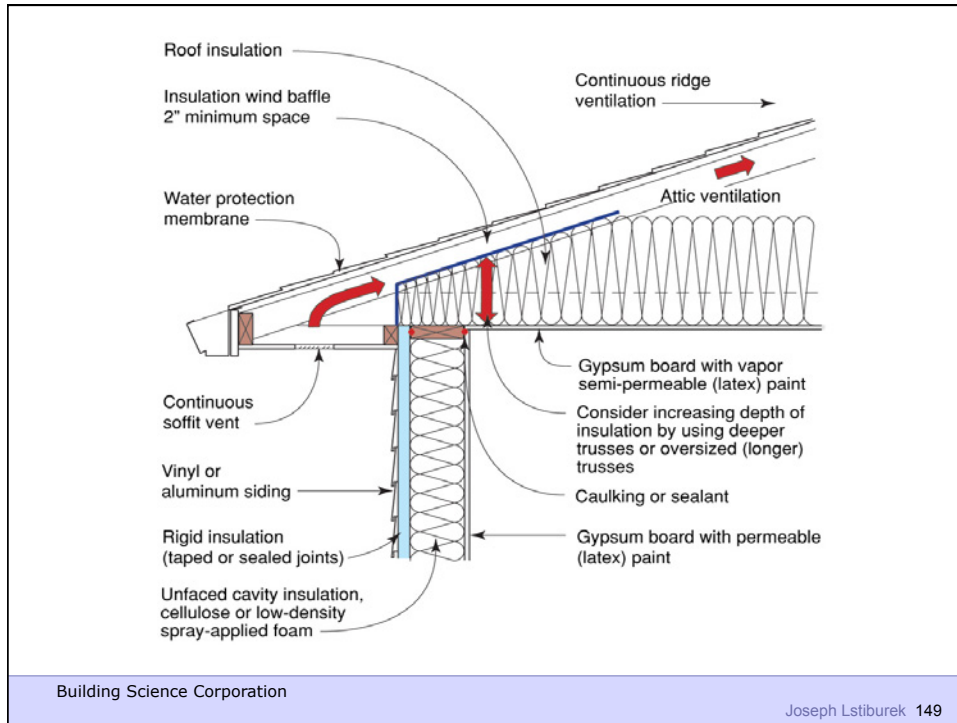 Roof insulation
Insulation wind baffle
2" minimum space
Water protection
membrane
Continuous ridge
ventilation
Attic ventilation
Continuous
soffit vent
Vinyl or
aluminum siding
Rigid insulation
(taped or sealed joints)
Unfaced cavity insulation,
cellulose or low-density
spray-applied foam
Gypsum board with vapor
semi-permeable (latex) paint
Consider increasing depth of
insulation by using deeper
trusses or oversized (longer)
trusses
Caulking or sealant
Gypsum board with permeable
(latex) paint
Building Science Corporation
Joseph Lstiburek 149